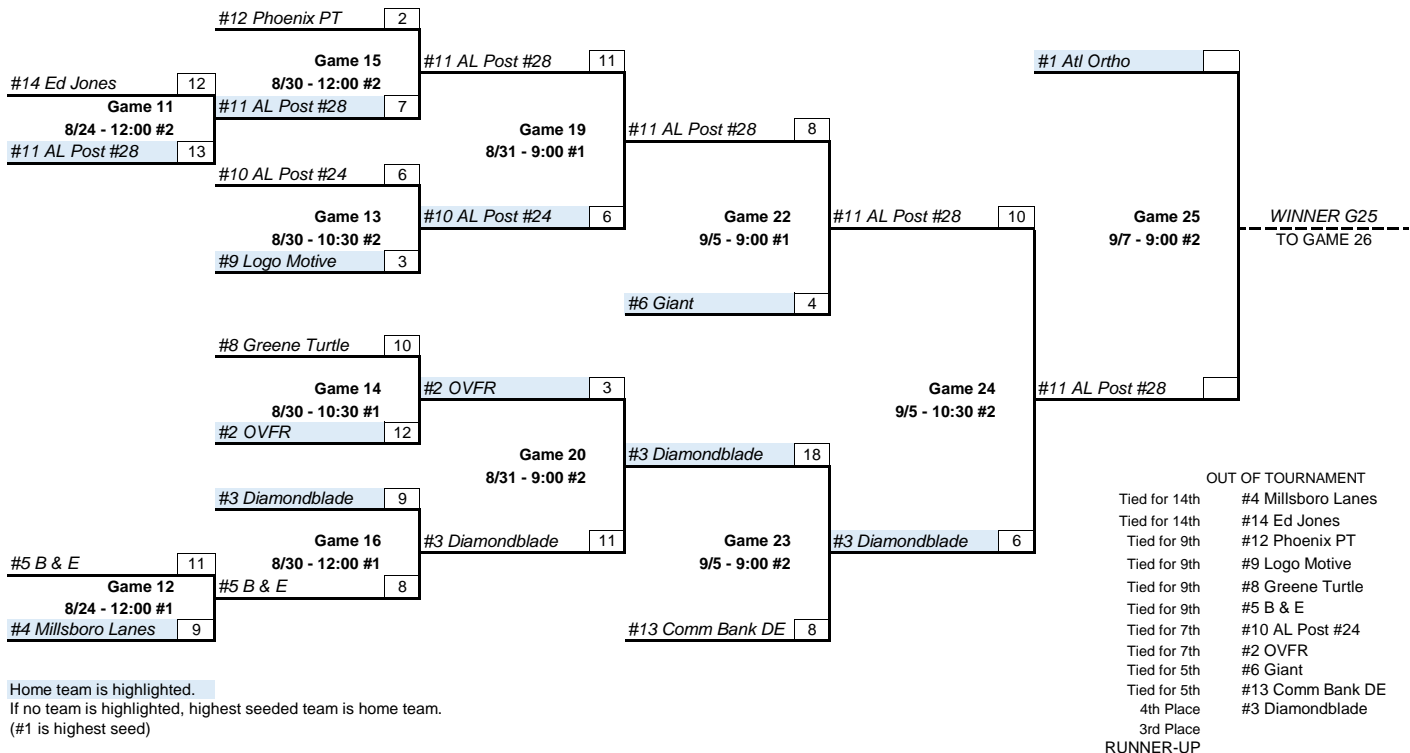 #12 Phoenix PT 2
Game 15
8/30 - 12:00 #2
#11 AL Post #28 11
#1 Atl Ortho
#14 Ed Jones 12
Game 11
8/24 - 12:00 #2
#11 AL Post #28 7
#11 AL Post #28 13
Game 19
8/31 - 9:00 #1
#11 AL Post #28 8
#10 AL Post #24 6
Game 13
8/30 - 10:30 #2
#10 AL Post #24 6
#9 Logo Motive 3
Game 22
9/5 - 9:00 #1
#11 AL Post #28 10
Game 25
9/7 - 9:00 #2
WINNER G25
TO GAME 26
#6 Giant 4
#8 Greene Turtle 10
Game 14
8/30 - 10:30 #1
#2 OVFR 3
#2 OVFR 12
Game 24
9/5 - 10:30 #2
#11 AL Post #28
Game 20
8/31 - 9:00 #2
#3 Diamondblade 18
#3 Diamondblade 9
Game 16
8/30 - 12:00 #1
#3 Diamondblade 11
#5 B & E 11
Game 12
8/24 - 12:00 #1
#5 B & E 8
#4 Millsboro Lanes 9
Game 23
9/5 - 9:00 #2
#3 Diamondblade 6
#13 Comm Bank DE 8
OUT OF TOURNAMENT
Tied for 14th #4 Millsboro Lanes
Tied for 14th #14 Ed Jones
Tied for 9th #12 Phoenix PT
Tied for 9th #9 Logo Motive
Tied for 9th #8 Greene Turtle
Tied for 9th #5 B & E
Tied for 7th #10 AL Post #24
Tied for 7th #2 OVFR
Tied for 5th #6 Giant
Tied for 5th #13 Comm Bank DE
4th Place #3 Diamondblade
3rd Place
RUNNER-UP
Home team is highlighted.
If no team is highlighted, highest seeded team is home team.
(#1 is highest seed)